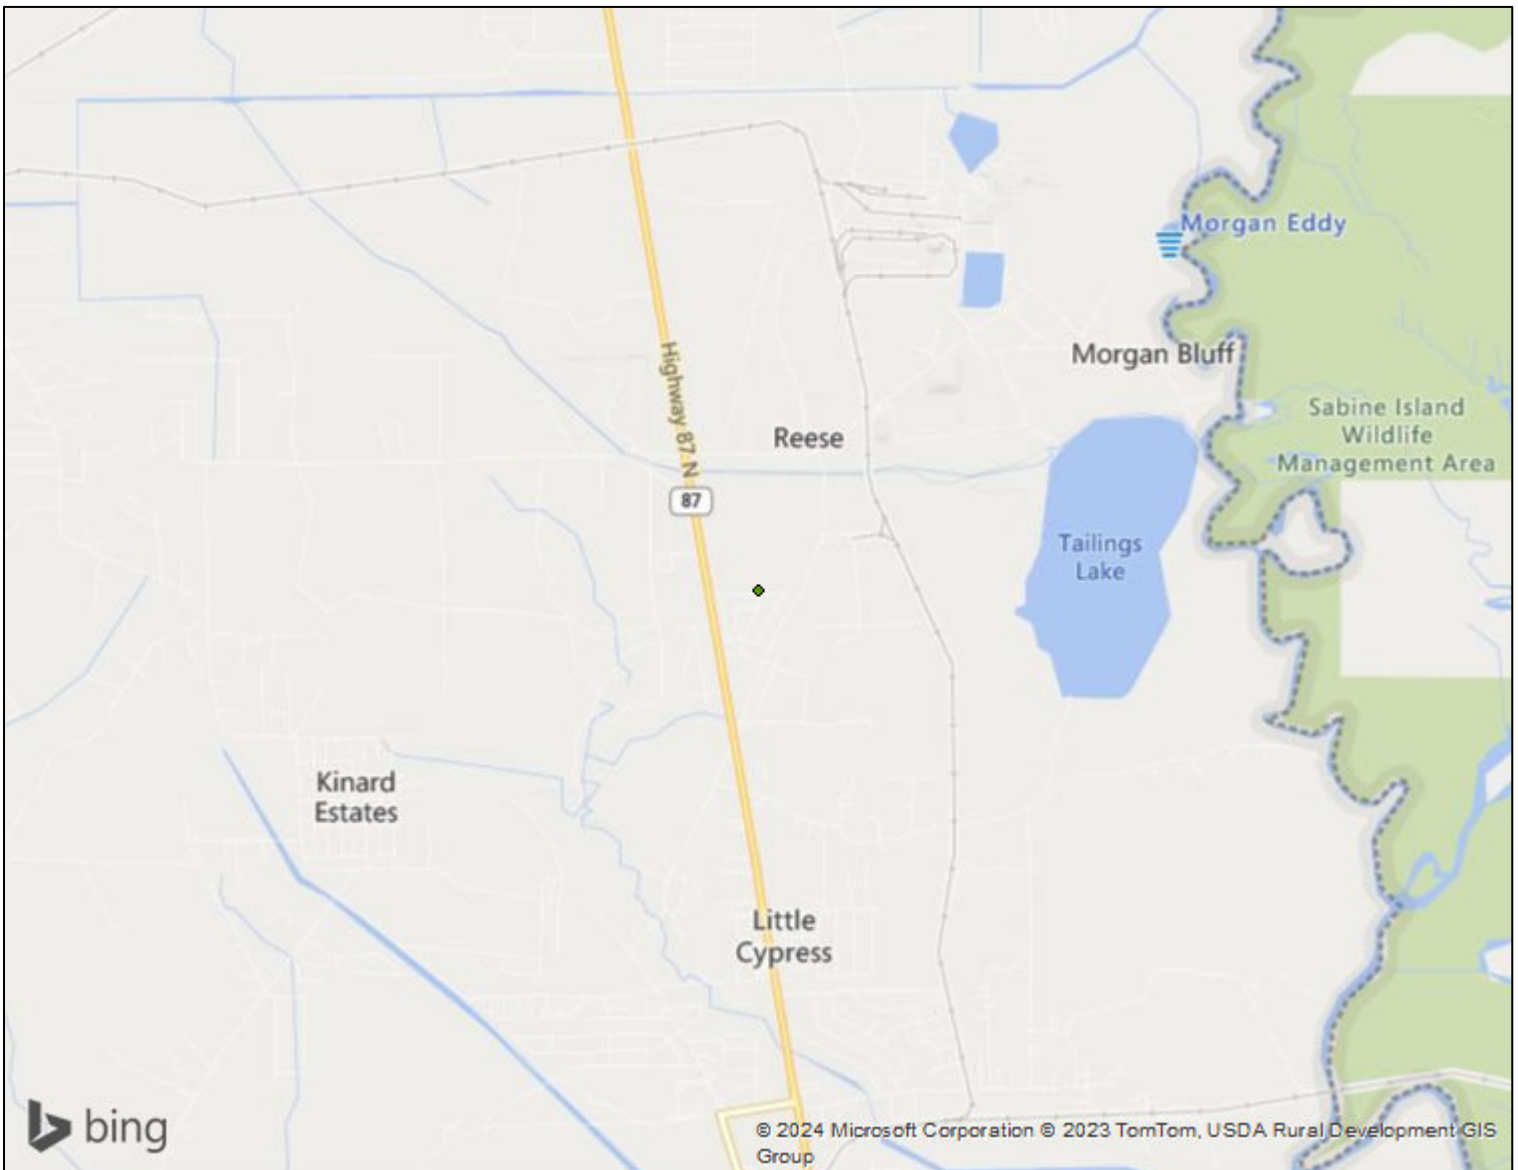 Morgan Eddy
Highway 87 N
Morgan Bluff
Sabine Island
Wildlife
Management Area
Reese
87
Tailings
Lake
Kinard
Estates
Little
Cypress
bing
© 2024 Microsoft Corporation © 2023 TomTom, USDA Rural Development GIS
Group